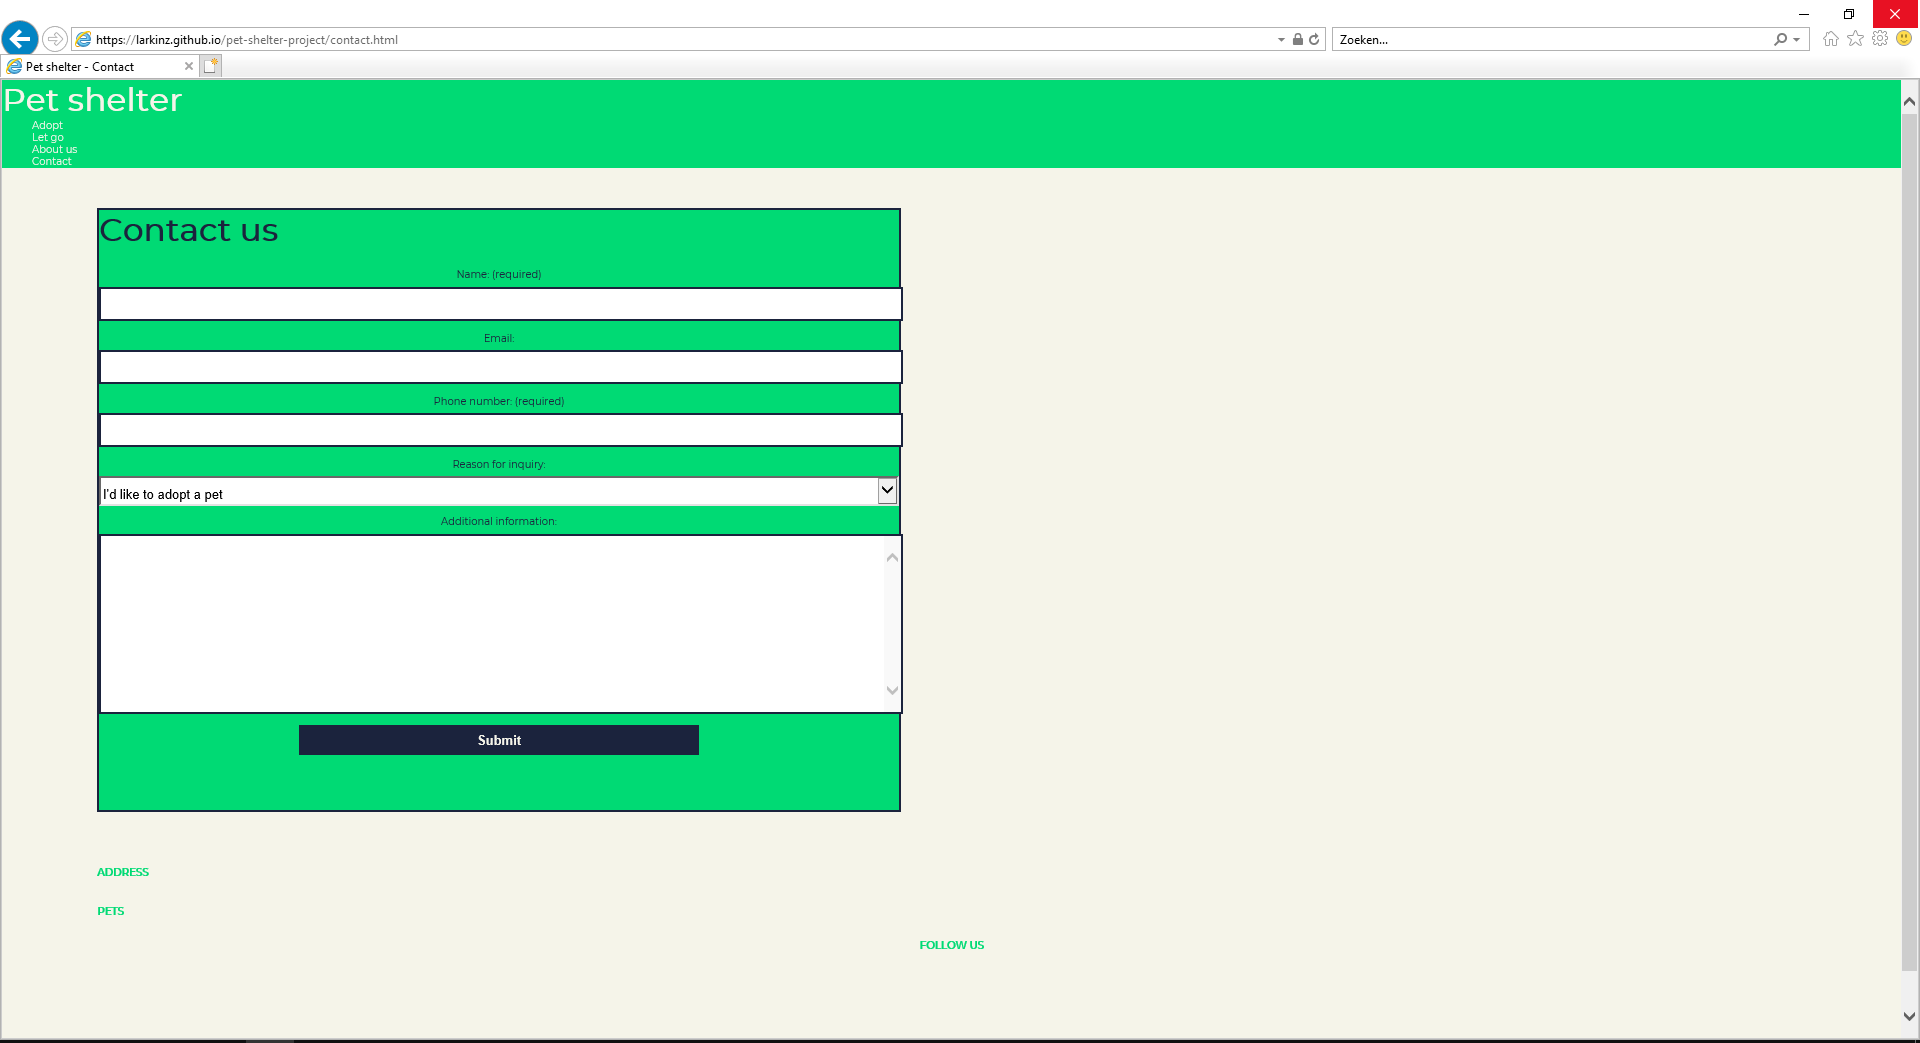 https://larkinz.github.io/pet-shelter-project/contact.html
Zoeken...
Pet shelter - Contact
Pet shelter
Adopt
Let go
About us
Contact
Contact us
Name: (required)
Email:
Phone number: (required)
Reason for inquiry:
I'd like to adopt a pet
Additional information:
Submit
ADDRESS
PETS
FOLLOW US